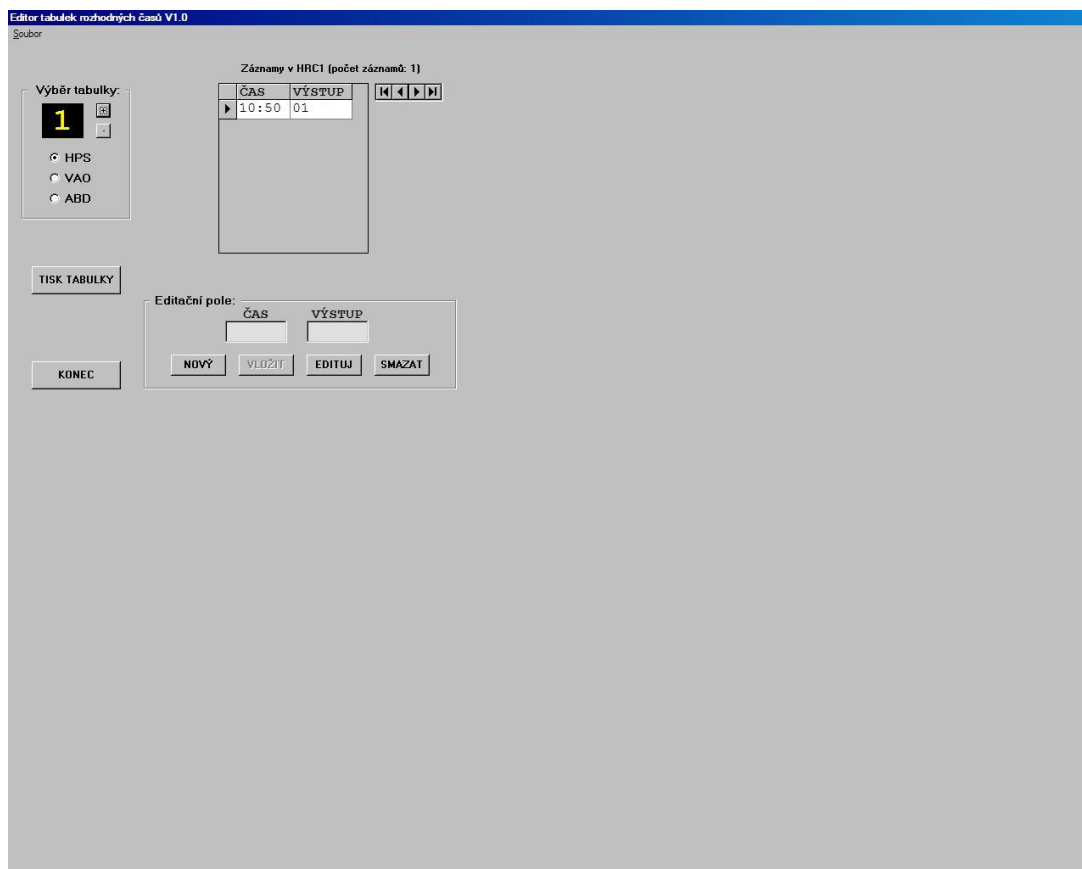 Editor tabulek rozhodných časů V1.0
Soubor
Záznamy v HRC1 (počet záznamů: 1)
Výběr tabulky:
1
HPS
VAO
ABD
ČAS VÝSTUP
10:50 01
TISK TABULKY
KONEC
Editační pole:
ČAS VÝSTUP
NOVÝ VLOŽIT EDITUJ SMAZAT